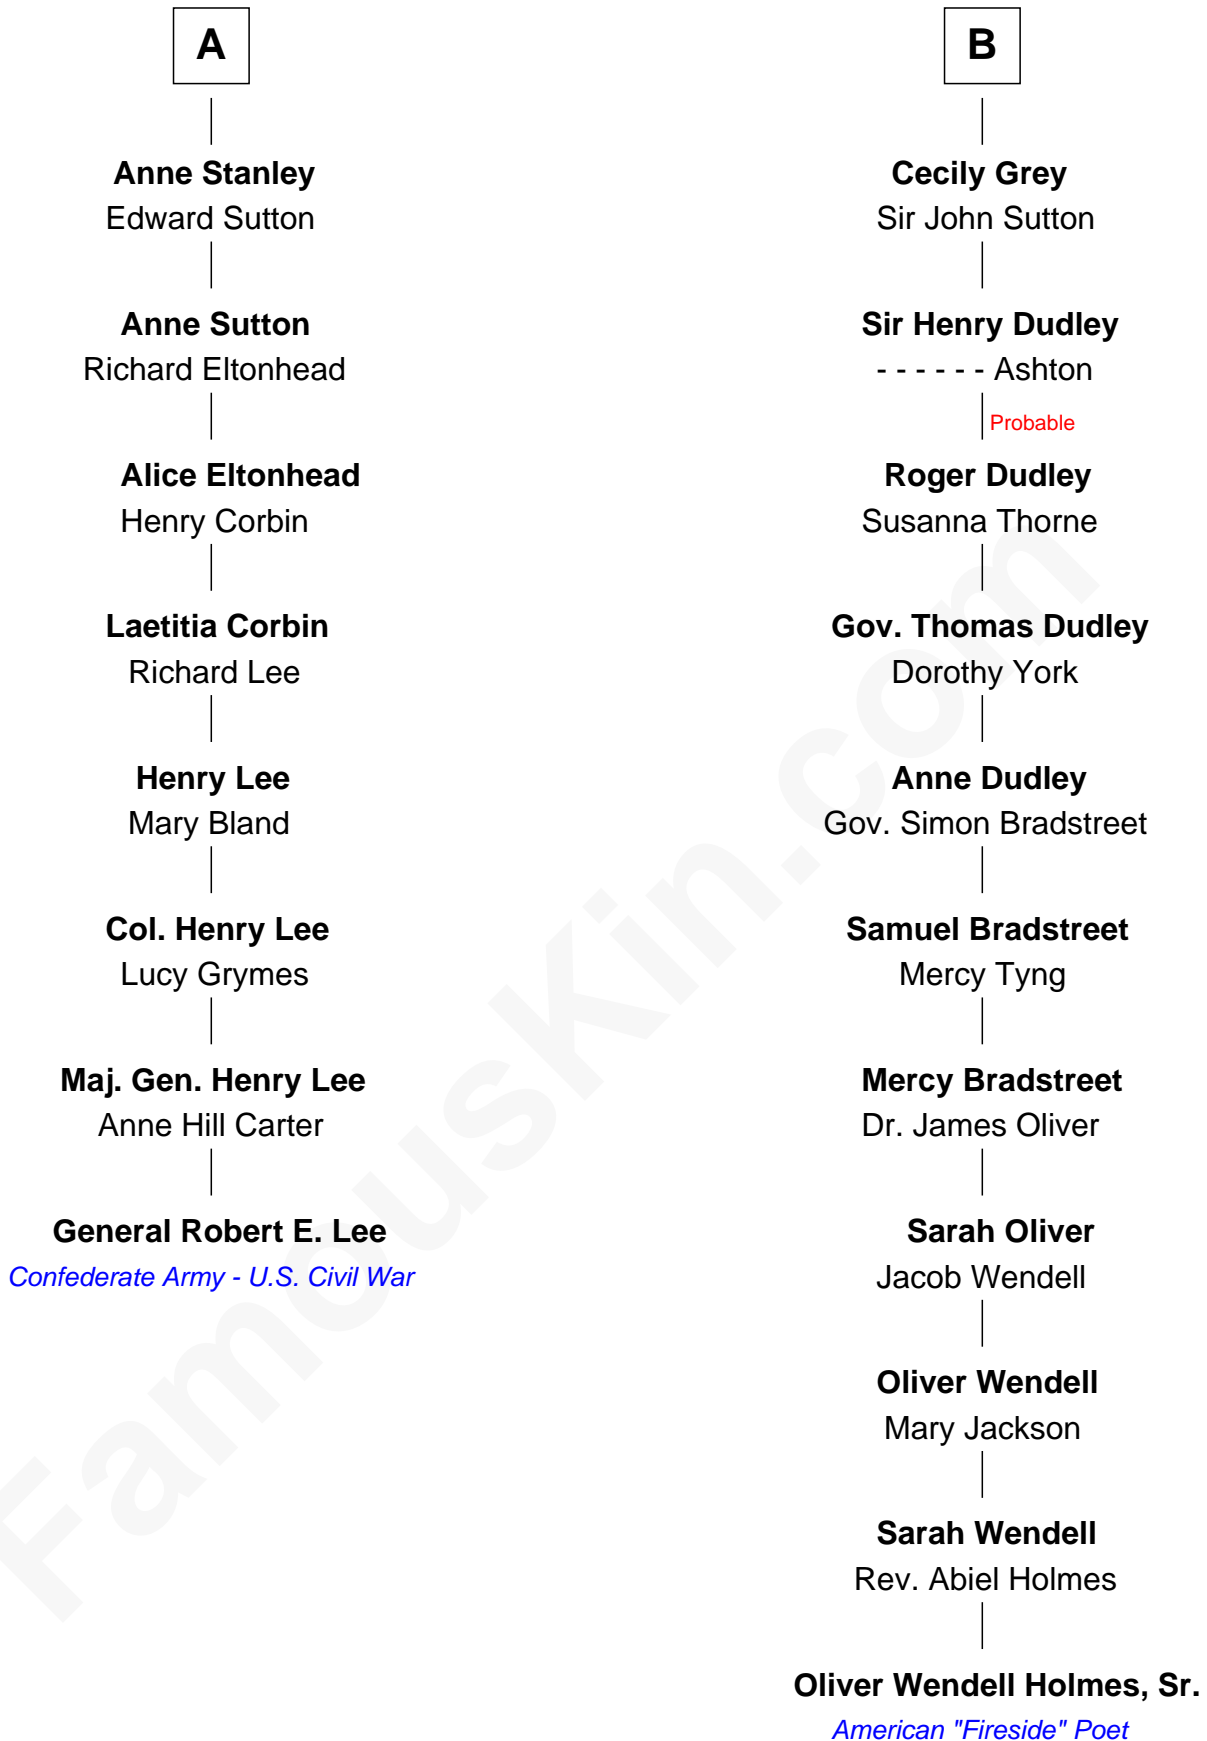 A
Anne Stanley
Edward Sutton
Anne Sutton
Richard Eltonhead
Alice Eltonhead
Henry Corbin
Laetitia Corbin
Richard Lee
Henry Lee
Mary Bland
Col. Henry Lee
Lucy Grymes
Maj. Gen. Henry Lee
Anne Hill Carter
General Robert E. Lee
Confederate Army - U.S. Civil War
B
Cecily Grey
Sir John Sutton
Sir Henry Dudley
- - - - - - Ashton
Probable
Roger Dudley
Susanna Thorne
Gov. Thomas Dudley
Dorothy York
Anne Dudley
Gov. Simon Bradstreet
Samuel Bradstreet
Mercy Tyng
Mercy Bradstreet
Dr. James Oliver
Sarah Oliver
Jacob Wendell
Oliver Wendell
Mary Jackson
Sarah Wendell
Rev. Abiel Holmes
Oliver Wendell Holmes, Sr.
American "Fireside" Poet
FamousKin.com